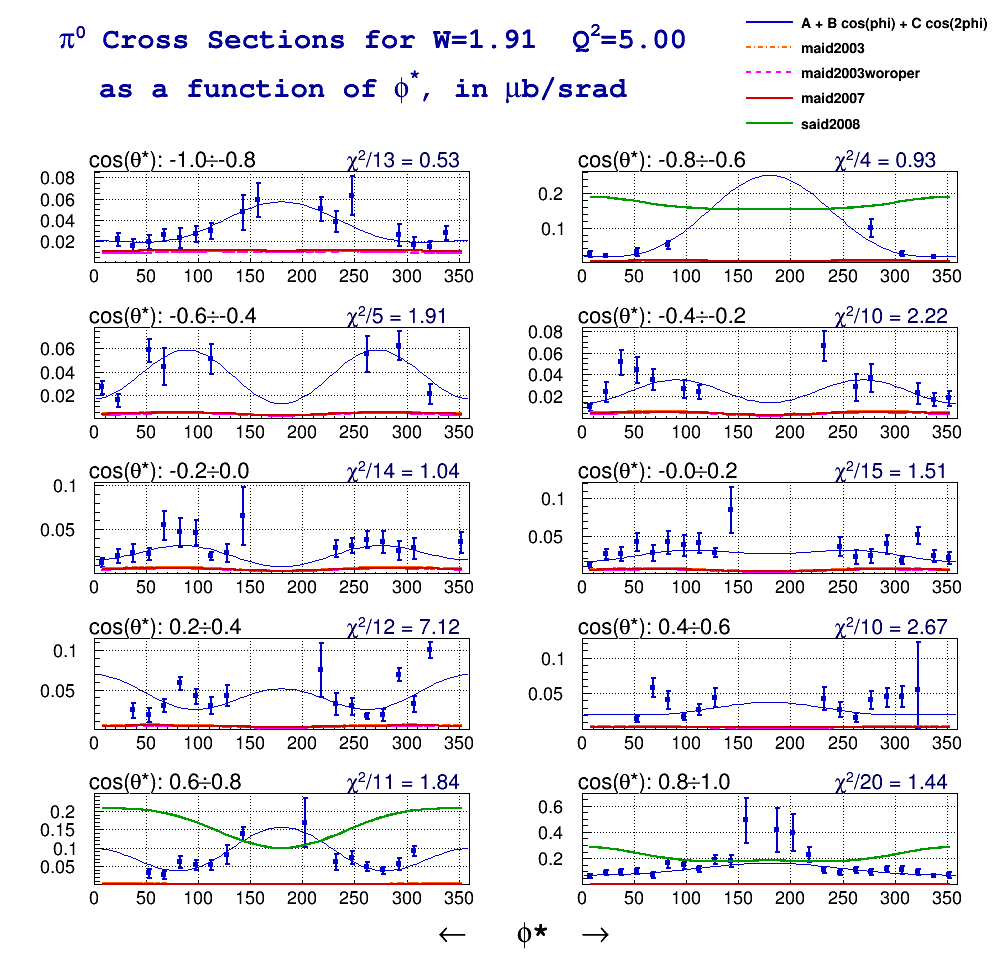 π⁰ Cross Sections for W=1.91 Q²=5.00
as a function of ϕ*, in μb/srad
A + B cos(phi) + C cos(2phi)
maid2003
maid2003woroper
maid2007
said2008
cos(θ*): -1.0÷-0.8 χ²/13 = 0.53
0.08
0.06
0.04
0.02
0 50 100 150 200 250 300 350
cos(θ*): -0.8÷-0.6 χ²/4 = 0.93
0.2
0.1
0 50 100 150 200 250 300 350
cos(θ*): -0.6÷-0.4 χ²/5 = 1.91
0.06
0.04
0.02
0 50 100 150 200 250 300 350
cos(θ*): -0.4÷-0.2 χ²/10 = 2.22
0.08
0.06
0.04
0.02
0 50 100 150 200 250 300 350
cos(θ*): -0.2÷0.0 χ²/14 = 1.04
0.1
0.05
0 50 100 150 200 250 300 350
cos(θ*): -0.0÷0.2 χ²/15 = 1.51
0.1
0.05
0 50 100 150 200 250 300 350
cos(θ*): 0.2÷0.4 χ²/12 = 7.12
0.1
0.05
0 50 100 150 200 250 300 350
cos(θ*): 0.4÷0.6 χ²/10 = 2.67
0.1
0.05
0 50 100 150 200 250 300 350
cos(θ*): 0.6÷0.8 χ²/11 = 1.84
0.2
0.15
0.1
0.05
0 50 100 150 200 250 300 350
cos(θ*): 0.8÷1.0 χ²/20 = 1.44
0.6
0.4
0.2
0 50 100 150 200 250 300 350
← ϕ* →